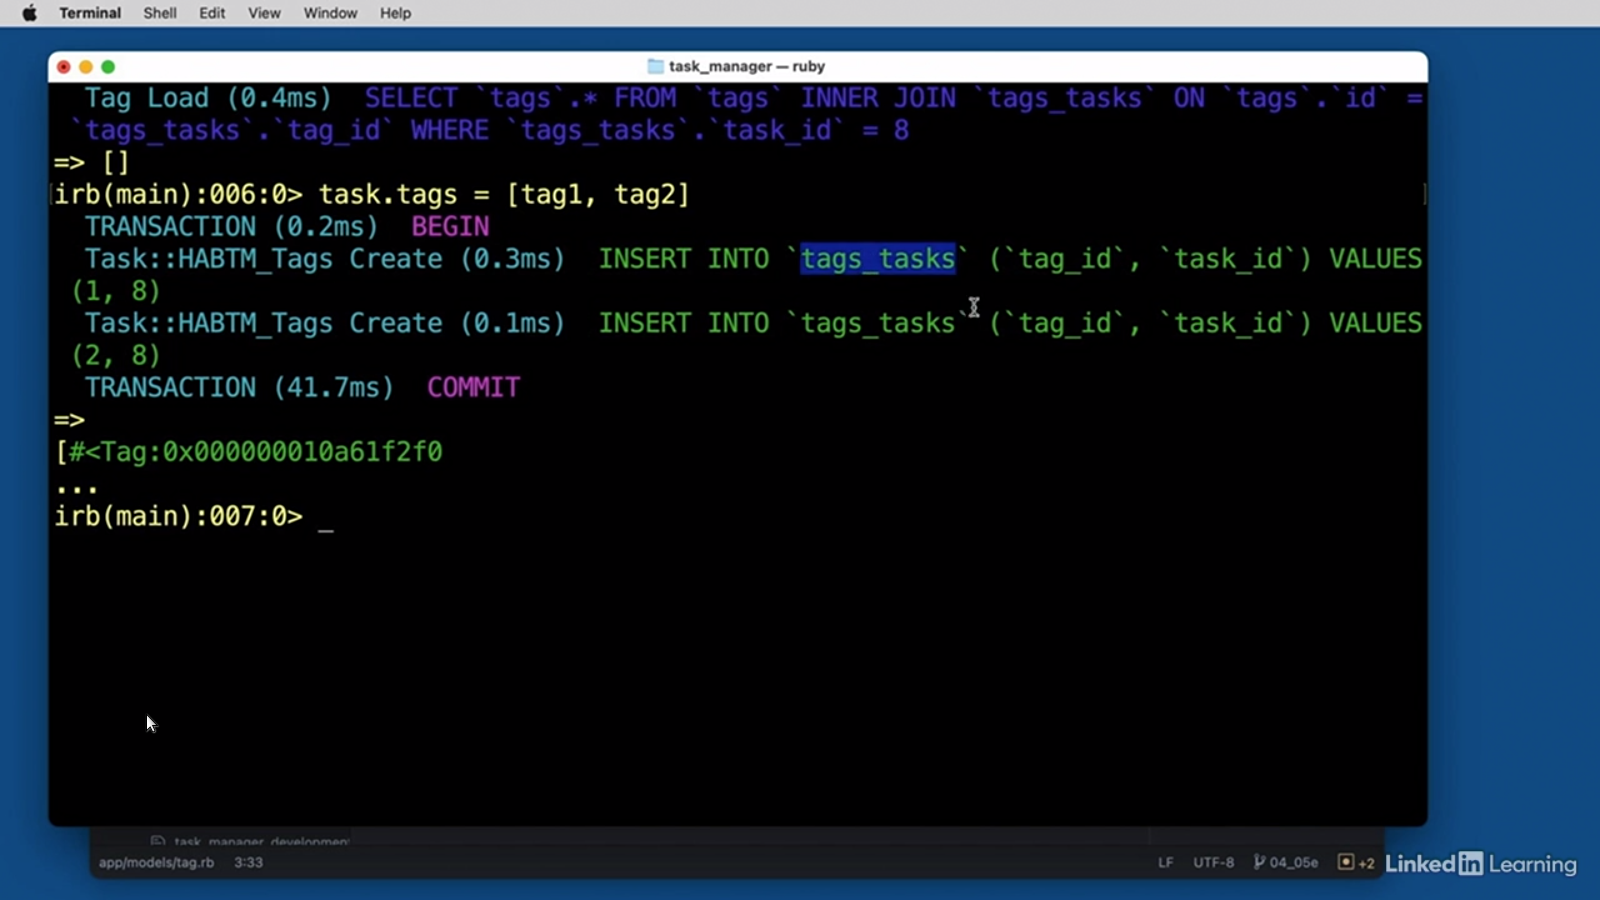 Terminal Shell Edit View Window Help
task_manager — ruby
Tag Load (0.4ms)  SELECT `tags`.* FROM `tags` INNER JOIN `tags_tasks` ON `tags`.`id` =
`tags_tasks`.`tag_id` WHERE `tags_tasks`.`task_id` = 8
=> []
irb(main):006:0> task.tags = [tag1, tag2]
TRANSACTION (0.2ms)  BEGIN
Task::HABTM_Tags Create (0.3ms)  INSERT INTO `tags_tasks` (`tag_id`, `task_id`) VALUES
(1, 8)
Task::HABTM_Tags Create (0.1ms)  INSERT INTO `tags_tasks` (`tag_id`, `task_id`) VALUES
(2, 8)
TRANSACTION (41.7ms)  COMMIT
=>
[#<Tag:0x000000010a61f2f0
...
irb(main):007:0> _
task_manager_development
app/models/tag.rb 3:33 LF UTF-8 04_05e +2
LinkedIn Learning